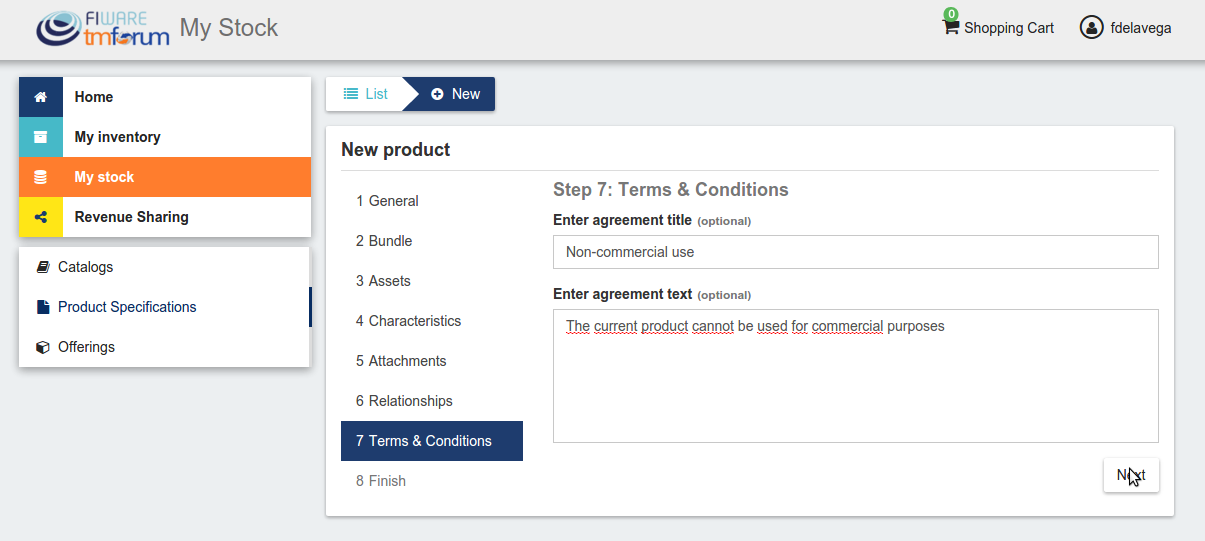 FIWARE
tmforum
My Stock
0
Shopping Cart
fdelavega
Home
My inventory
My stock
Revenue Sharing
Catalogs
Product Specifications
Offerings
List
New
New product
1 General
2 Bundle
3 Assets
4 Characteristics
5 Attachments
6 Relationships
7 Terms & Conditions
8 Finish
Step 7: Terms & Conditions
Enter agreement title (optional)
Non-commercial use
Enter agreement text (optional)
The current product cannot be used for commercial purposes
Next